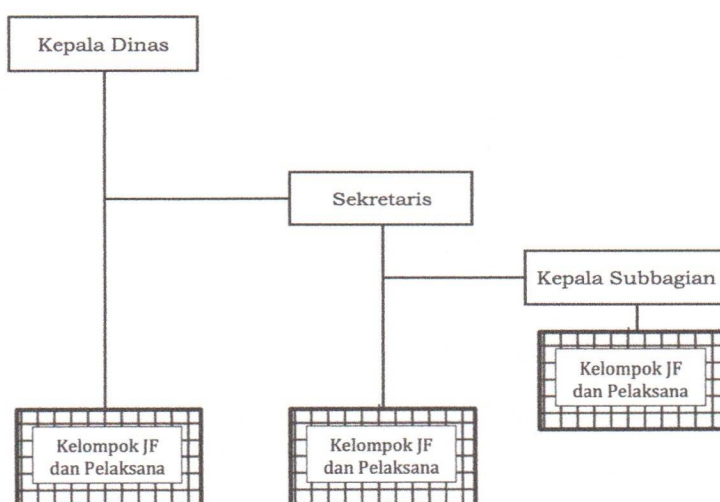 Kepala Dinas
Sekretaris
Kepala Subbagian
Kelompok JF
dan Pelaksana
Kelompok JF
dan Pelaksana
Kelompok JF
dan Pelaksana